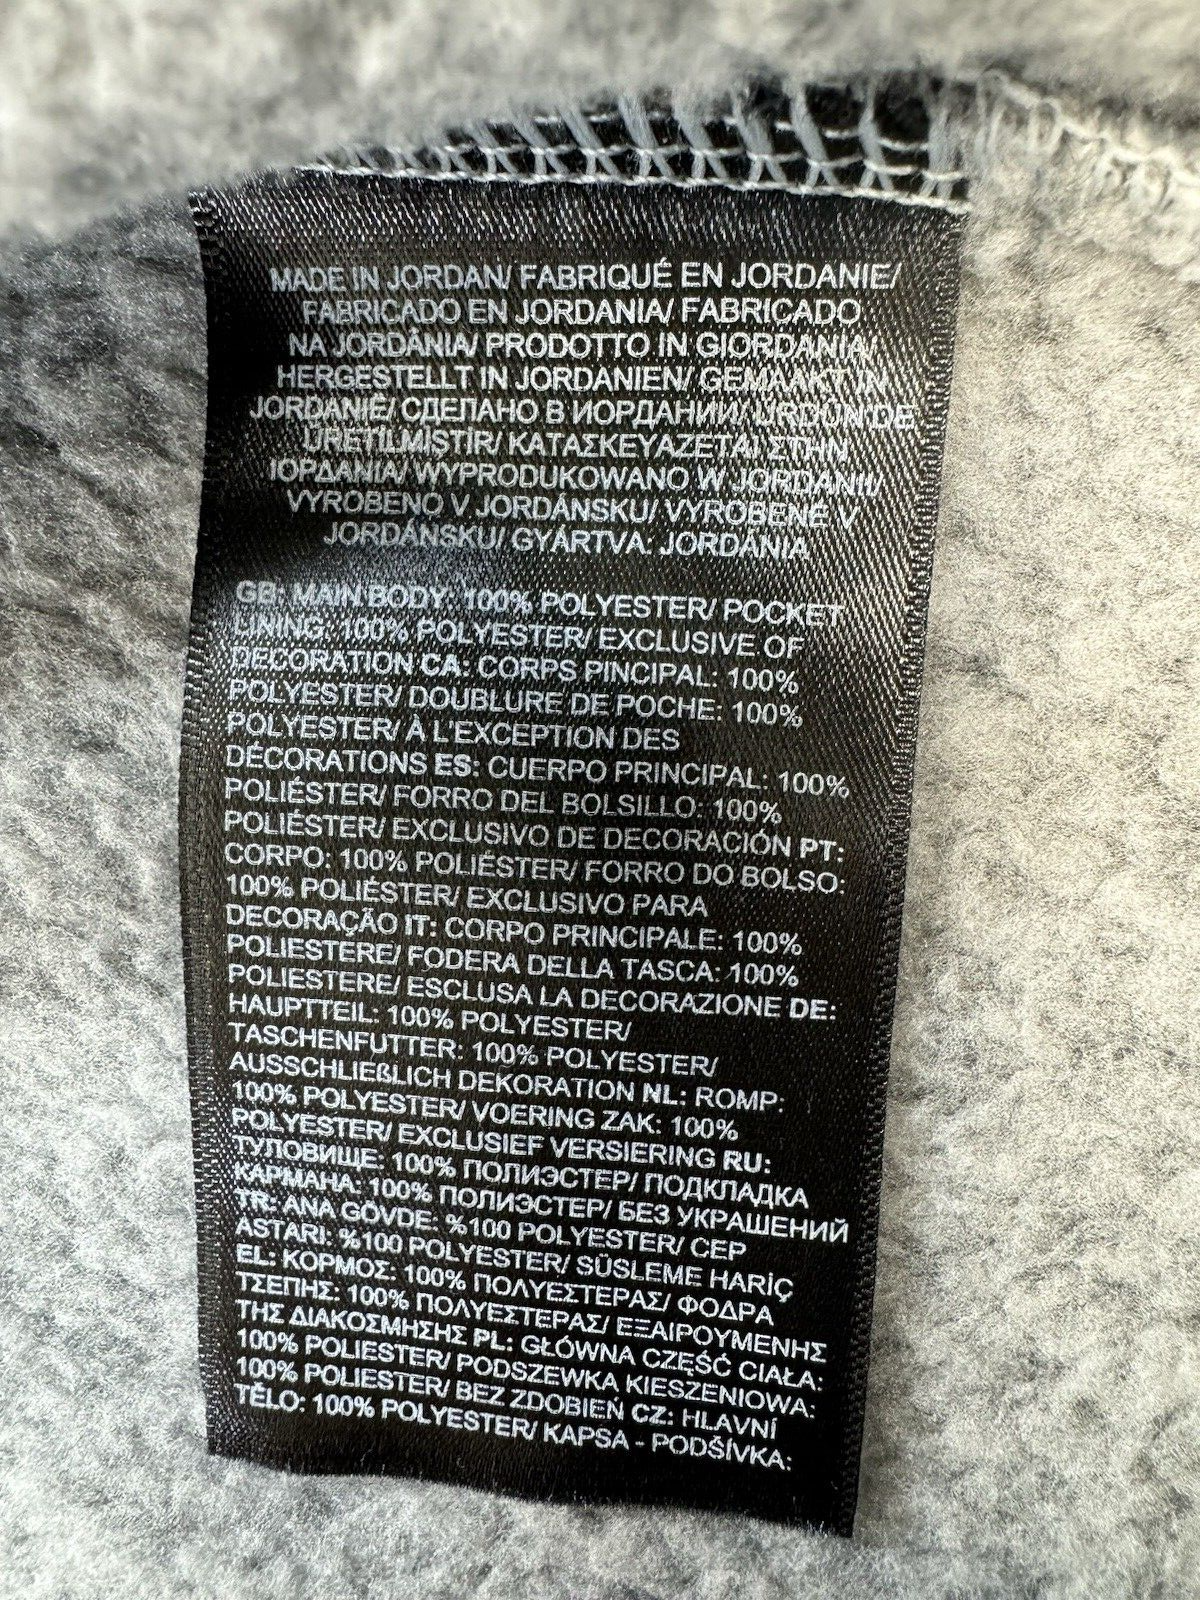 MADE IN JORDAN/ FABRIQUÉ EN JORDANIE/
FABRICADO EN JORDANIA/ FABRICADO
NA JORDÂNIA/ PRODOTTO IN GIORDANIA/
HERGESTELLT IN JORDANIEN/ GEMAAKT IN
JORDANIË/ СДЕЛАНО В ИОРДАНИИ/ ÜRDÜN'DE
ÜRETİLMİŞTİR/ ΚΑΤΑΣΚΕΥΑΖΕΤΑΙ ΣΤΗΝ
ΙΟΡΔΑΝΙΑ/ WYPRODUKOWANO W JORDANII/
VYROBENO V JORDÁNSKU/ VYROBENÉ V
JORDÁNSKU/ GYÁRTVA: JORDÁNIA
GB: MAIN BODY: 100% POLYESTER/ POCKET
LINING: 100% POLYESTER/ EXCLUSIVE OF
DECORATION CA: CORPS PINCIPAL: 100%
POLYESTER/ DOUBLURE DE POCHE: 100%
POLYESTER/ À L'EXCEPTION DES
DÉCORATIONS ES: CUERPO PRINCIPAL: 100%
POLIÉSTER/ FORRO DEL BOLSILLO: 100%
POLIÉSTER/ EXCLUSIVO DE DECORACIÓN PT:
CORPO: 100% POLIÉSTER/ FORRO DO BOLSO:
100% POLIÉSTER/ EXCLUSIVO PARA
DECORAÇÃO IT: CORPO PRINCIPALE: 100%
POLIESTERE/ FODERA DELLA TASCA: 100%
POLIESTERE/ ESCLUSA LA DECORAZIONE DE:
HAUPTTEIL: 100% POLYESTER/
TASCHENFUTTER: 100% POLYESTER/
AUSSCHLIEßLICH DEKORATION NL: ROMP:
100% POLYESTER/ VOERING ZAK: 100%
POLYESTER/ EXCLUSIEF VERSIERING RU:
ТУЛОВИЩЕ: 100% ПОЛИЭСТЕР/ ПОДКЛАДКА
КАРМАНА: 100% ПОЛИЭСТЕР/ БЕЗ УКРАШЕНИЙ
TR: ANA GÖVDE: %100 POLYESTER/ CEP
ASTARI: %100 POLYESTER/ SÜSLEME HARİÇ
EL: ΚΟΡΜΟΣ: 100% ΠΟΛΥΕΣΤΕΡΑΣ/ ΦΟΔΡΑ
ΤΣΕΠΗΣ: 100% ΠΟΛΥΕΣΤΕΡΑΣ/ ΕΞΑΙΡΟΥΜΕΝΗΣ
ΤΗΣ ΔΙΑΚΟΣΜΗΣΗΣ PL: GŁÓWNA CZĘŚĆ CIAŁA:
100% POLIESTER/ PODSZEWKA KIESZENIOWA:
100% POLIESTER/ BEZ ZDOBIEŃ CZ: HLAVNÍ
TĚLO: 100% POLYESTER/ KAPSA - PODŠÍVKA: